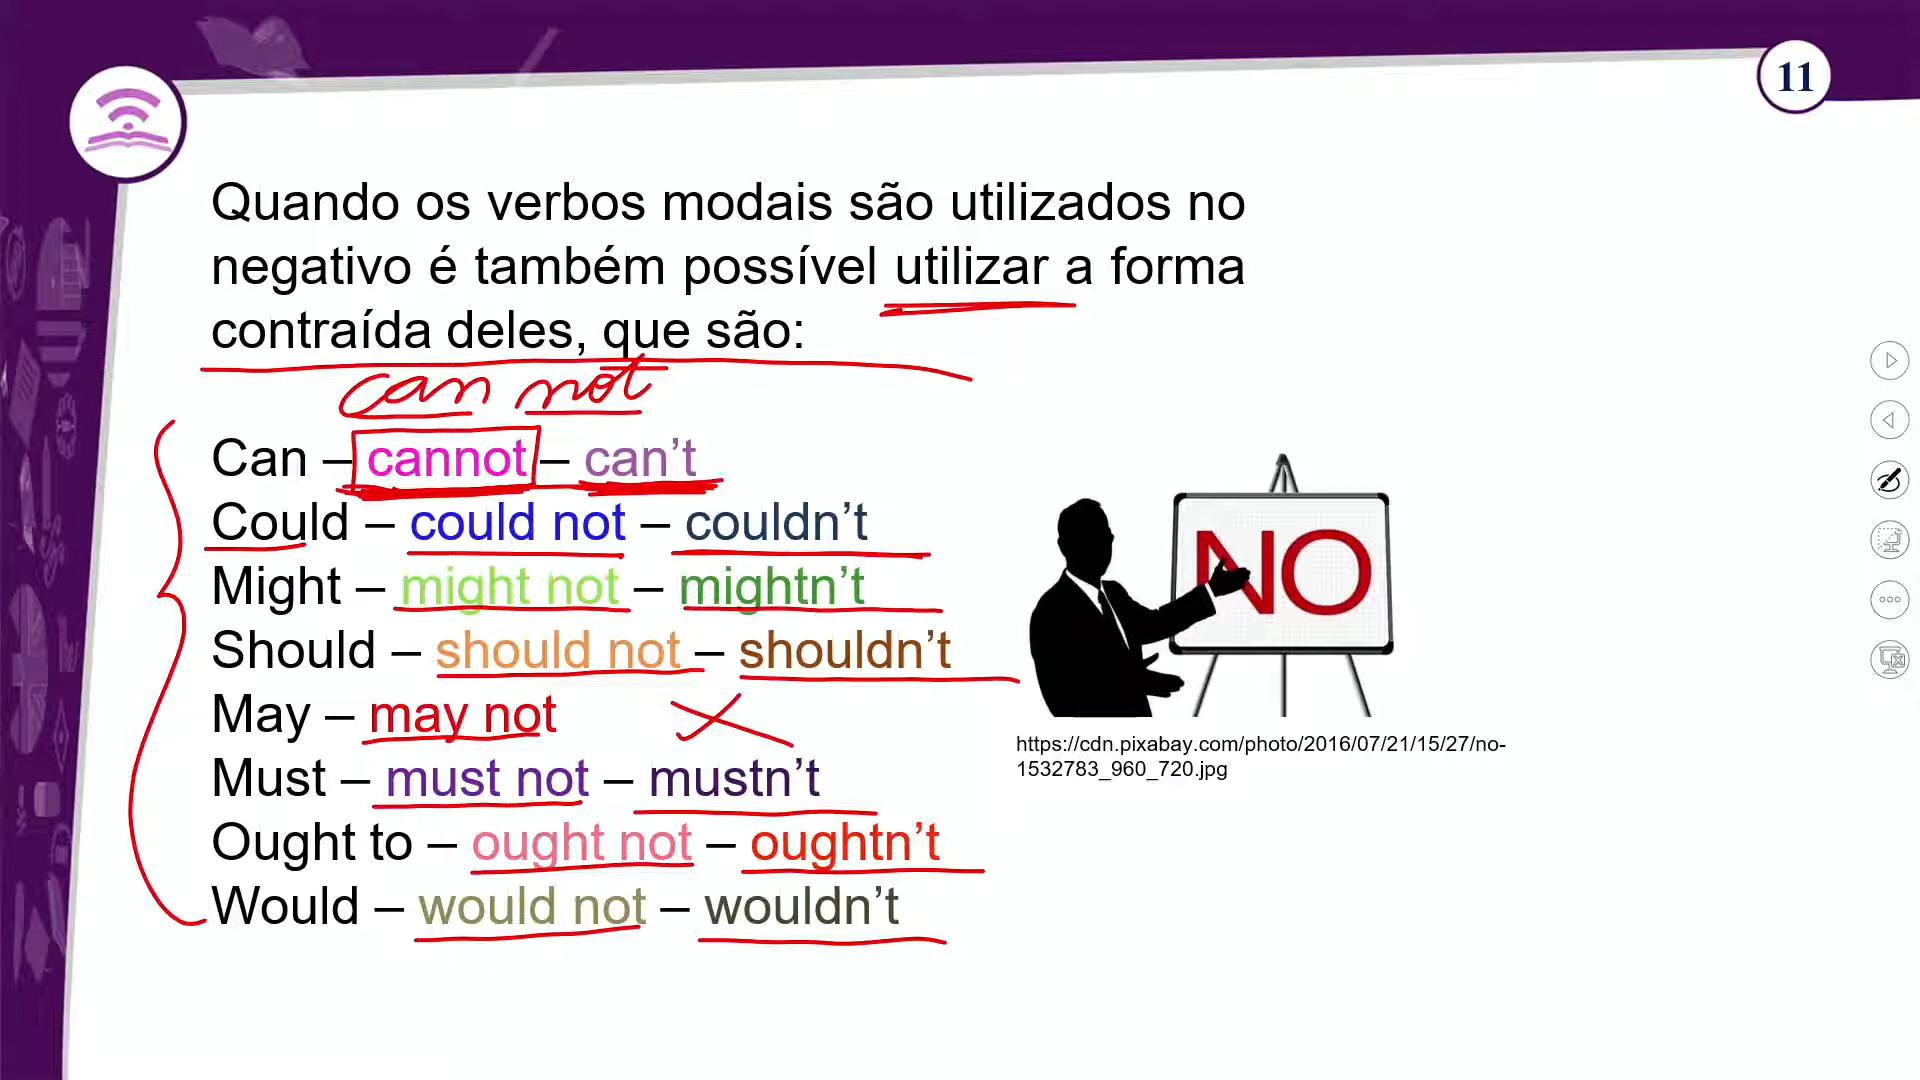 11
Quando os verbos modais são utilizados no
negativo é também possível utilizar a forma
contraída deles, que são:
can not
Can – cannot – can’t
Could – could not – couldn’t
Might – might not – mightn’t
Should – should not – shouldn’t
May – may not
Must – must not – mustn’t
Ought to – ought not – oughtn’t
Would – would not – wouldn’t
NO
https://cdn.pixabay.com/photo/2016/07/21/15/27/no-
1532783_960_720.jpg